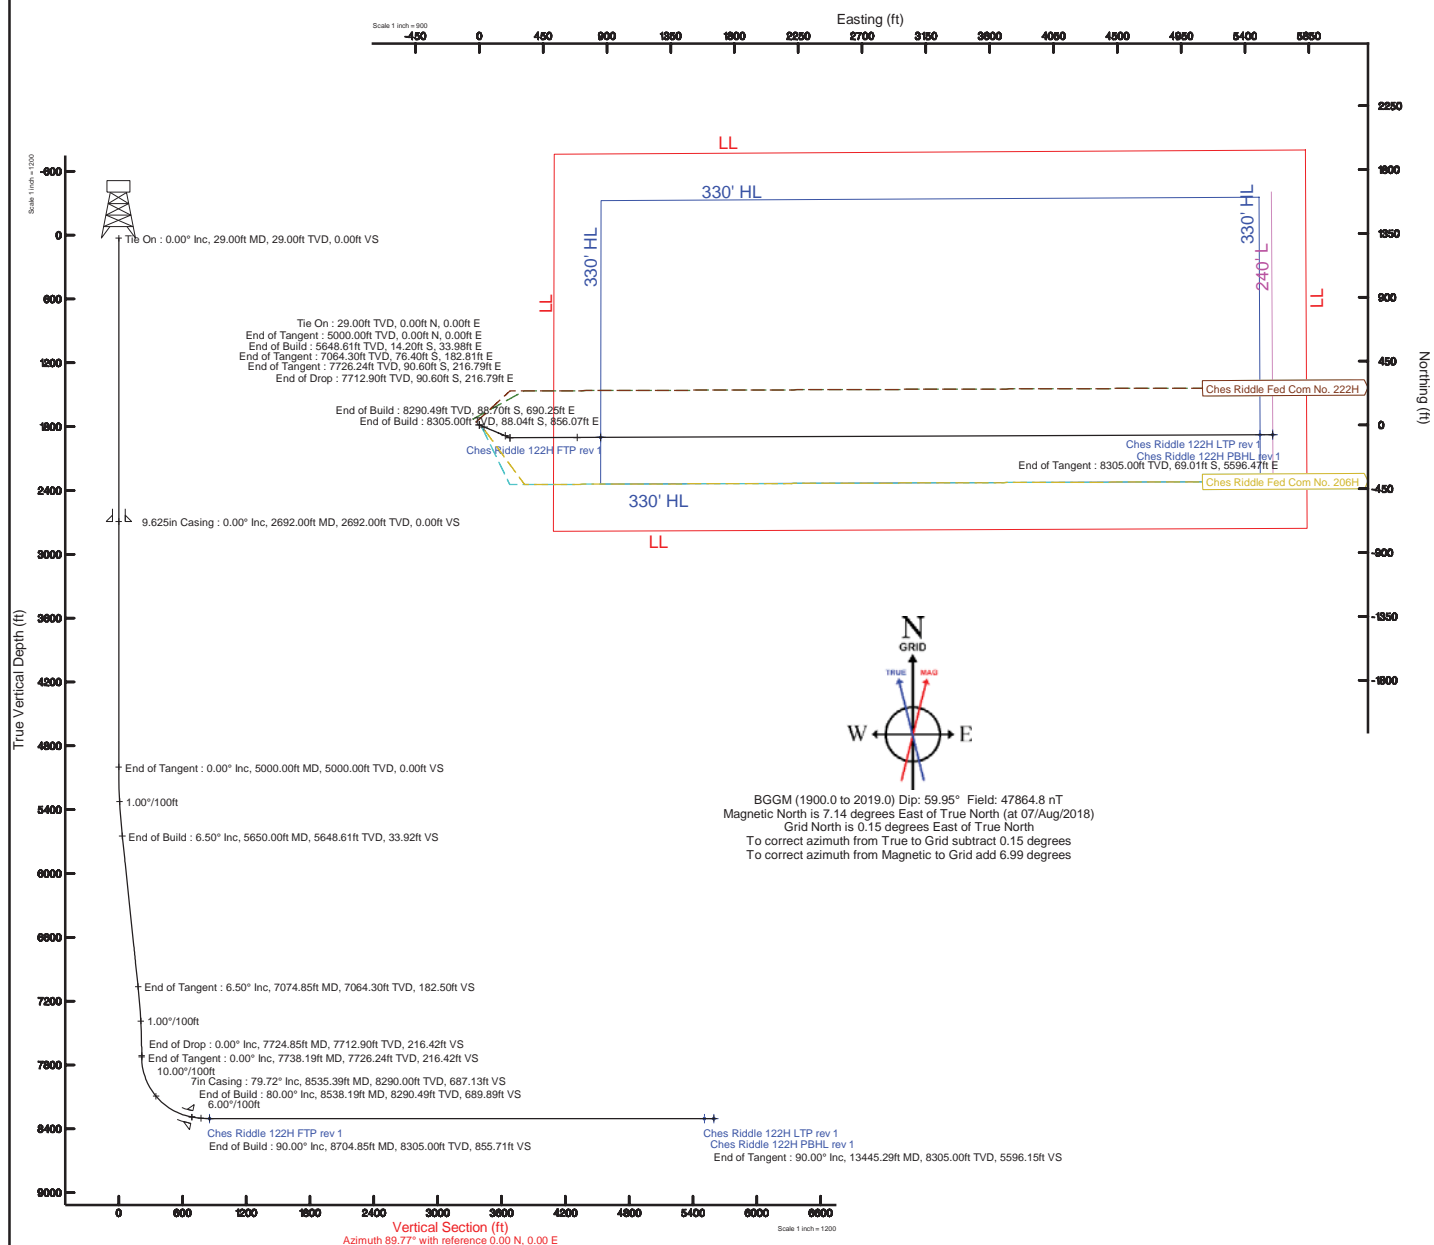 Easting (ft)
Scale 1 inch = 900
-450 0 450 900 1350 1800 2250 2700 3150 3600 4050 4500 4950 5400 5850
2250
1800
1350
900
450
0
-450
-900
-1350
-1800
Northing (ft)
LL
330' HL
330' HL
330' HL
240' L
LL
LL
Tie On : 29.00ft TVD, 0.00ft N, 0.00ft E
End of Tangent : 5000.00ft TVD, 0.00ft N, 0.00ft E
End of Build : 5648.61ft TVD, 14.20ft S, 33.98ft E
End of Tangent : 7064.30ft TVD, 76.40ft S, 182.81ft E
End of Tangent : 7726.24ft TVD, 90.60ft S, 216.79ft E
End of Drop : 7712.90ft TVD, 90.60ft S, 216.79ft E
Ches Riddle Fed Com No. 222H
End of Build : 8290.49ft TVD, 88.70ft S, 690.25ft E
End of Build : 8305.00ft TVD, 88.04ft S, 856.07ft E
Ches Riddle 122H FTP rev 1
Ches Riddle 122H LTP rev 1
Ches Riddle 122H PBHL rev 1
End of Tangent : 8305.00ft TVD, 69.01ft S, 5596.47ft E
Ches Riddle Fed Com No. 206H
330' HL
LL
Scale 1 inch = 1200
-600
0
600
1200
1800
2400
3000
3600
4200
4800
5400
6000
6600
7200
7800
8400
9000
True Vertical Depth (ft)
Tie On : 0.00° Inc, 29.00ft MD, 29.00ft TVD, 0.00ft VS
9.625in Casing : 0.00° Inc, 2692.00ft MD, 2692.00ft TVD, 0.00ft VS
End of Tangent : 0.00° Inc, 5000.00ft MD, 5000.00ft TVD, 0.00ft VS
1.00°/100ft
End of Build : 6.50° Inc, 5650.00ft MD, 5648.61ft TVD, 33.92ft VS
End of Tangent : 6.50° Inc, 7074.85ft MD, 7064.30ft TVD, 182.50ft VS
1.00°/100ft
End of Drop : 0.00° Inc, 7724.85ft MD, 7712.90ft TVD, 216.42ft VS
End of Tangent : 0.00° Inc, 7738.19ft MD, 7726.24ft TVD, 216.42ft VS
10.00°/100ft
7in Casing : 79.72° Inc, 8535.39ft MD, 8290.00ft TVD, 687.13ft VS
End of Build : 80.00° Inc, 8538.19ft MD, 8290.49ft TVD, 689.89ft VS
6.00°/100ft
Ches Riddle 122H FTP rev 1
End of Build : 90.00° Inc, 8704.85ft MD, 8305.00ft TVD, 855.71ft VS
Ches Riddle 122H LTP rev 1
Ches Riddle 122H PBHL rev 1
End of Tangent : 90.00° Inc, 13445.29ft MD, 8305.00ft TVD, 5596.15ft VS
N
GRID
TRUE MAG
W E
BGGM (1900.0 to 2019.0) Dip: 59.95° Field: 47864.8 nT
Magnetic North is 7.14 degrees East of True North (at 07/Aug/2018)
Grid North is 0.15 degrees East of True North
To correct azimuth from True to Grid subtract 0.15 degrees
To correct azimuth from Magnetic to Grid add 6.99 degrees
0 600 1200 1800 2400 3000 3600 4200 4800 5400 6000 6600
Vertical Section (ft)
Scale 1 inch = 1200
Azimuth 89.77° with reference 0.00 N, 0.00 E